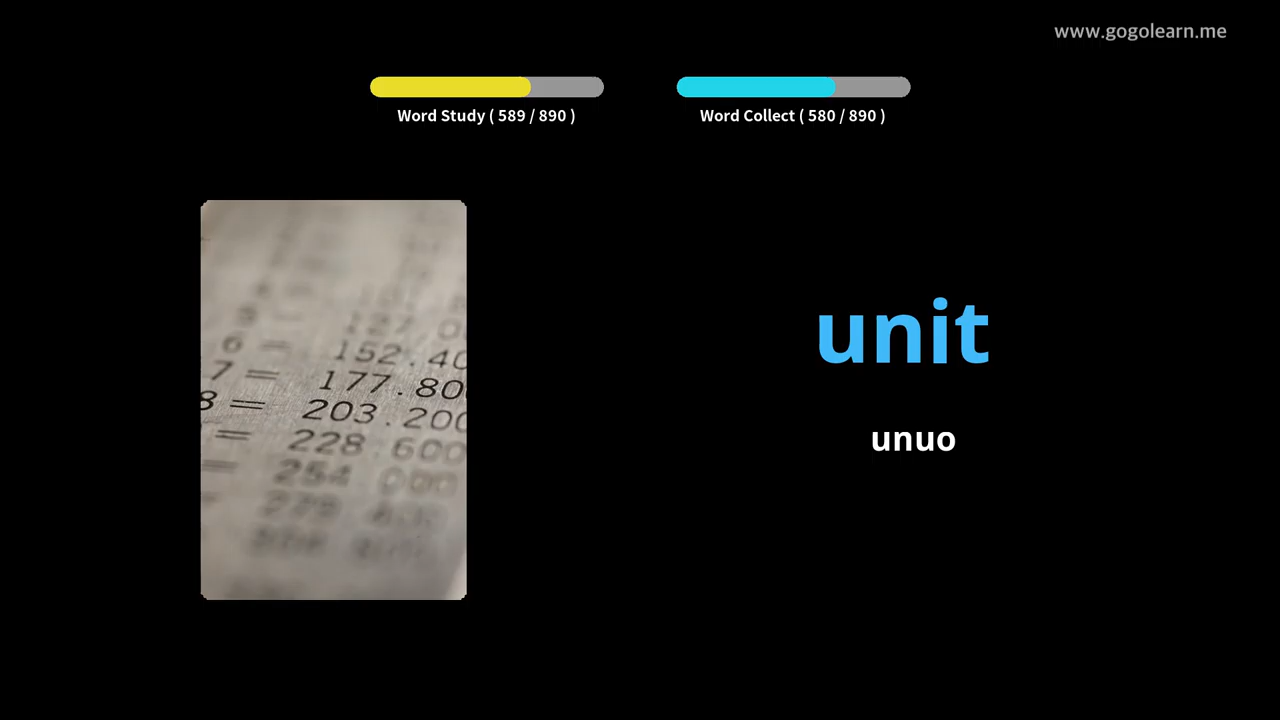 www.gogolearn.me
Word Study ( 589 / 890 )
Word Collect ( 580 / 890 )
6 = 152.40
7 = 177.80
8 = 203.200
= 228.600
254
unit
unuo